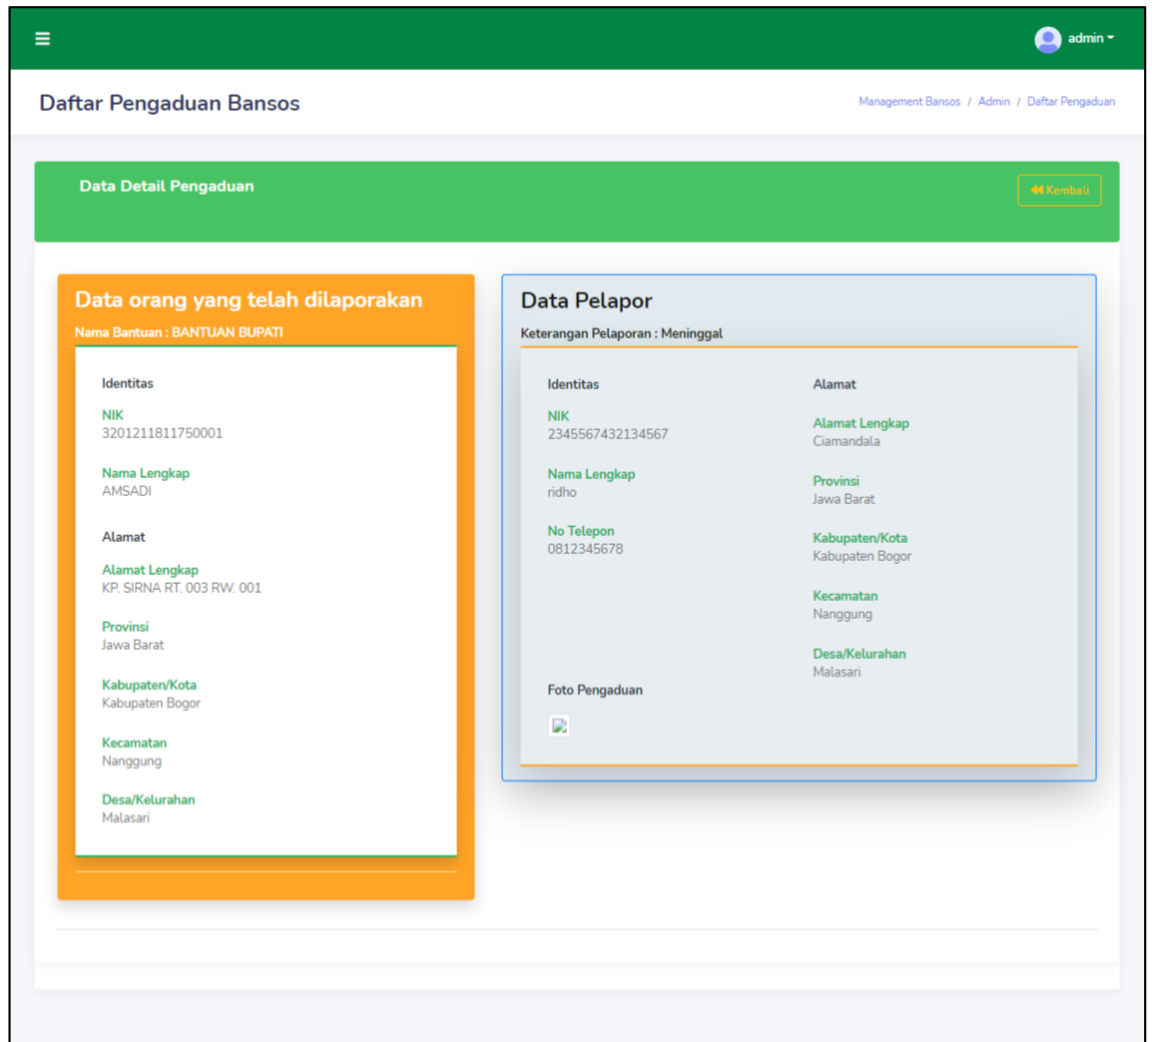 admin
Daftar Pengaduan Bansos
Management Bansos / Admin / Daftar Pengaduan
Data Detail Pengaduan
Kembali
Data orang yang telah dilaporakan
Nama Bantuan : BANTUAN BUPATI
Identitas
NIK
3201211811750001
Nama Lengkap
AMSADI
Alamat
Alamat Lengkap
KP. SIRNA RT. 003 RW. 001
Provinsi
Jawa Barat
Kabupaten/Kota
Kabupaten Bogor
Kecamatan
Nanggung
Desa/Kelurahan
Malasari
Data Pelapor
Keterangan Pelaporan : Meninggal
Identitas
NIK
2345567432134567
Nama Lengkap
ridho
No Telepon
0812345678
Foto Pengaduan
Alamat
Alamat Lengkap
Ciamandala
Provinsi
Jawa Barat
Kabupaten/Kota
Kabupaten Bogor
Kecamatan
Nanggung
Desa/Kelurahan
Malasari